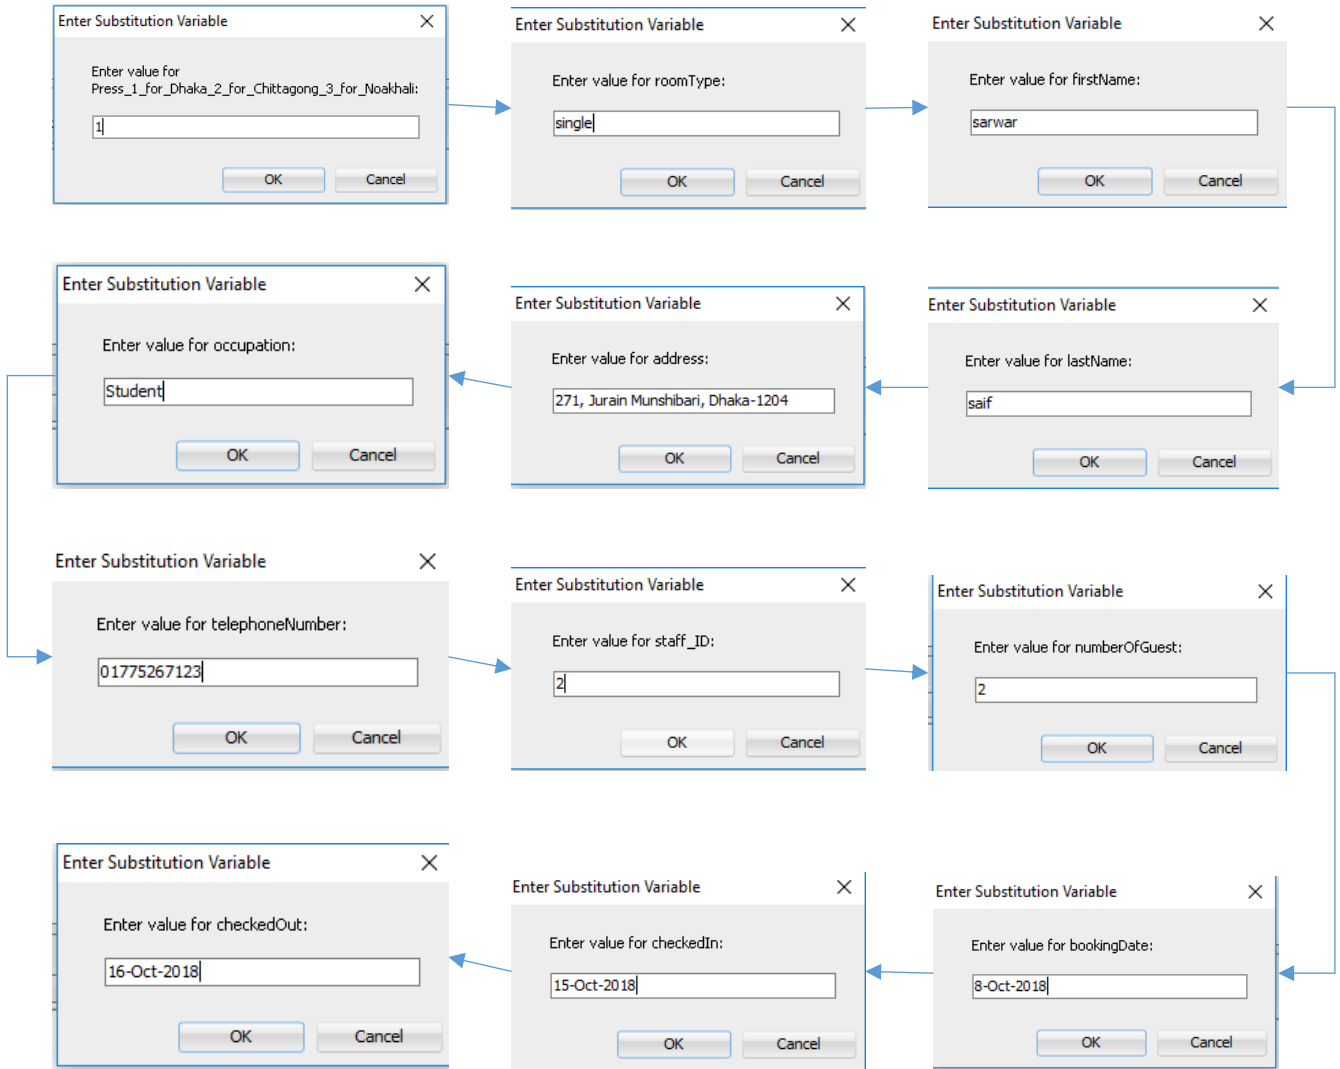 Enter Substitution Variable
Enter value for
Press_1_for_Dhaka_2_for_Chittagong_3_for_Noakhali:
1
OK Cancel
Enter Substitution Variable
Enter value for roomType:
single
OK Cancel
Enter Substitution Variable
Enter value for firstName:
sarwar
OK Cancel
Enter Substitution Variable
Enter value for lastName:
saif
OK Cancel
Enter Substitution Variable
Enter value for address:
271, Jurain Munshibari, Dhaka-1204
OK Cancel
Enter Substitution Variable
Enter value for occupation:
Student
OK Cancel
Enter Substitution Variable
Enter value for telephoneNumber:
01775267123
OK Cancel
Enter Substitution Variable
Enter value for staff_ID:
2
OK Cancel
Enter Substitution Variable
Enter value for numberOfGuest:
2
OK Cancel
Enter Substitution Variable
Enter value for bookingDate:
8-Oct-2018
OK Cancel
Enter Substitution Variable
Enter value for checkedIn:
15-Oct-2018
OK Cancel
Enter Substitution Variable
Enter value for checkedOut:
16-Oct-2018
OK Cancel